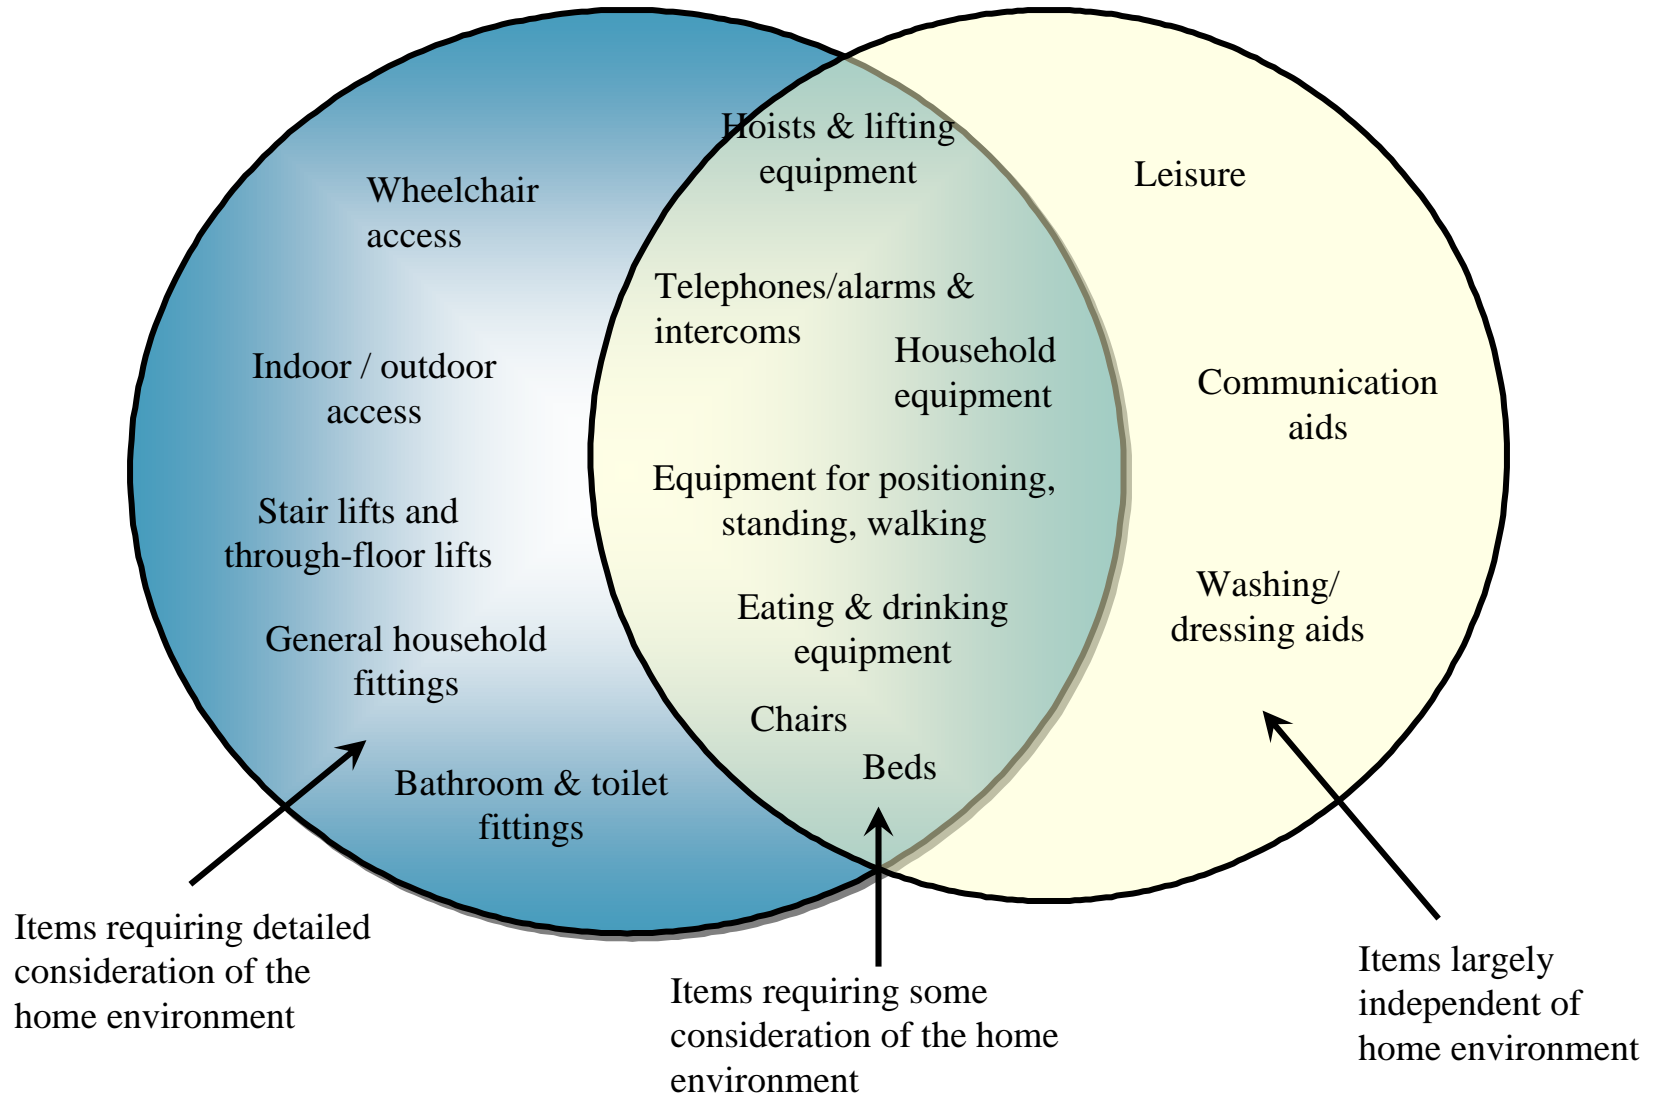 Hoists & lifting
equipment
Wheelchair
access
Leisure
Telephones/alarms &
intercoms
Household
equipment
Indoor / outdoor
access
Communication
aids
Equipment for positioning,
standing, walking
Stair lifts and
through-floor lifts
Eating & drinking
equipment
Washing/
dressing aids
General household
fittings
Chairs
Beds
Bathroom & toilet
fittings
Items requiring detailed
consideration of the
home environment
Items requiring some
consideration of the home
environment
Items largely
independent of
home environment